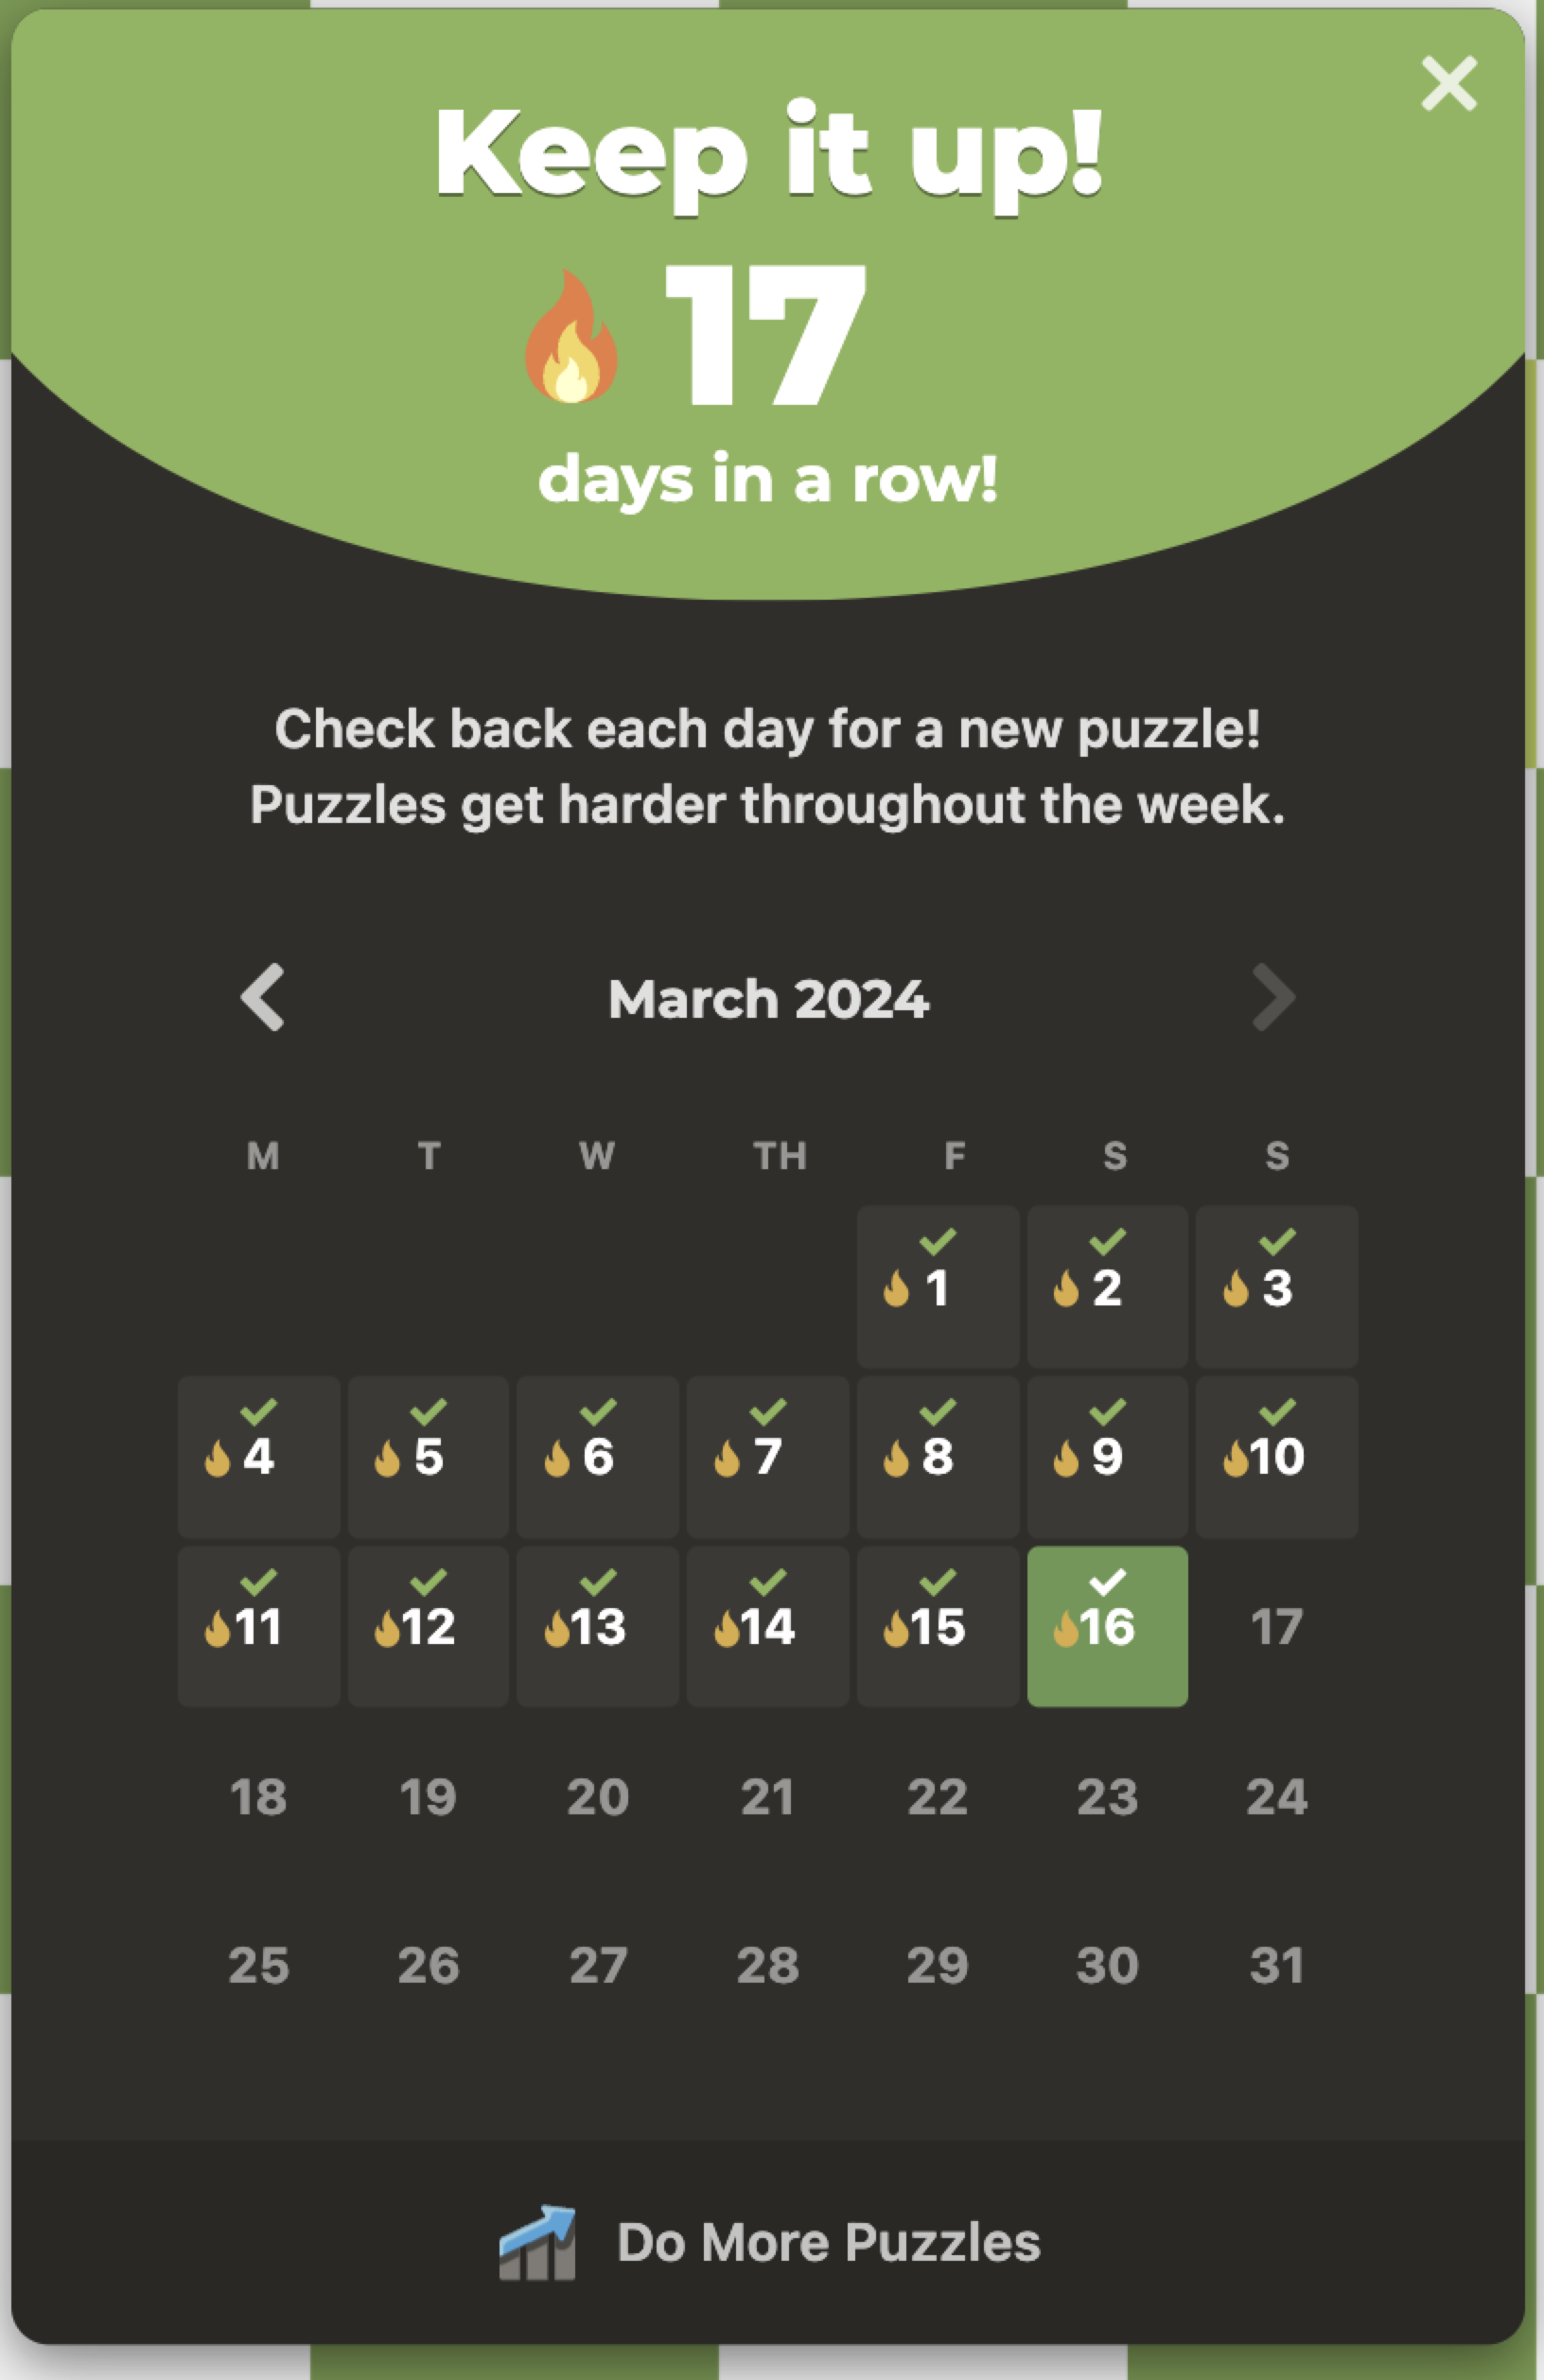 Keep it up!
17
days in a row!
Check back each day for a new puzzle!
Puzzles get harder throughout the week.
March 2024
M T W TH F S S
1 2 3
4 5 6 7 8 9 10
11 12 13 14 15 16 17
18 19 20 21 22 23 24
25 26 27 28 29 30 31
Do More Puzzles